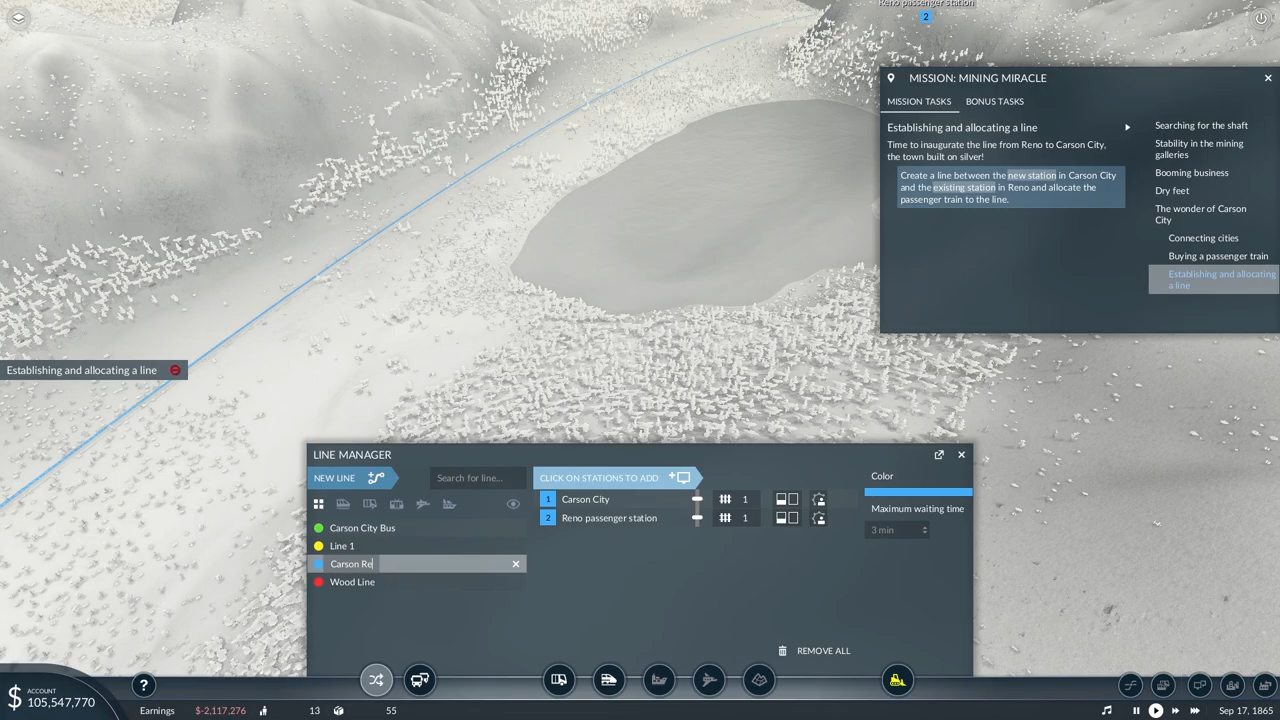 Reno passenger station
2
MISSION: MINING MIRACLE
MISSION TASKS
BONUS TASKS
Establishing and allocating a line
Time to inaugurate the line from Reno to Carson City,
the town built on silver!
Create a line between the new station in Carson City
and the existing station in Reno and allocate the
passenger train to the line.
Searching for the shaft
Stability in the mining
galleries
Booming business
Dry feet
The wonder of Carson
City
Connecting cities
Buying a passenger train
Establishing and allocating
a line
Establishing and allocating a line
LINE MANAGER
NEW LINE
Search for line...
CLICK ON STATIONS TO ADD
Color
1 Carson City 1
2 Reno passenger station 1
Maximum waiting time
3 min
Carson City Bus
Line 1
Carson Re
Wood Line
REMOVE ALL
$ ACCOUNT
105,547,770
?
Earnings $-2,117,276 13 55
Sep 17, 1865